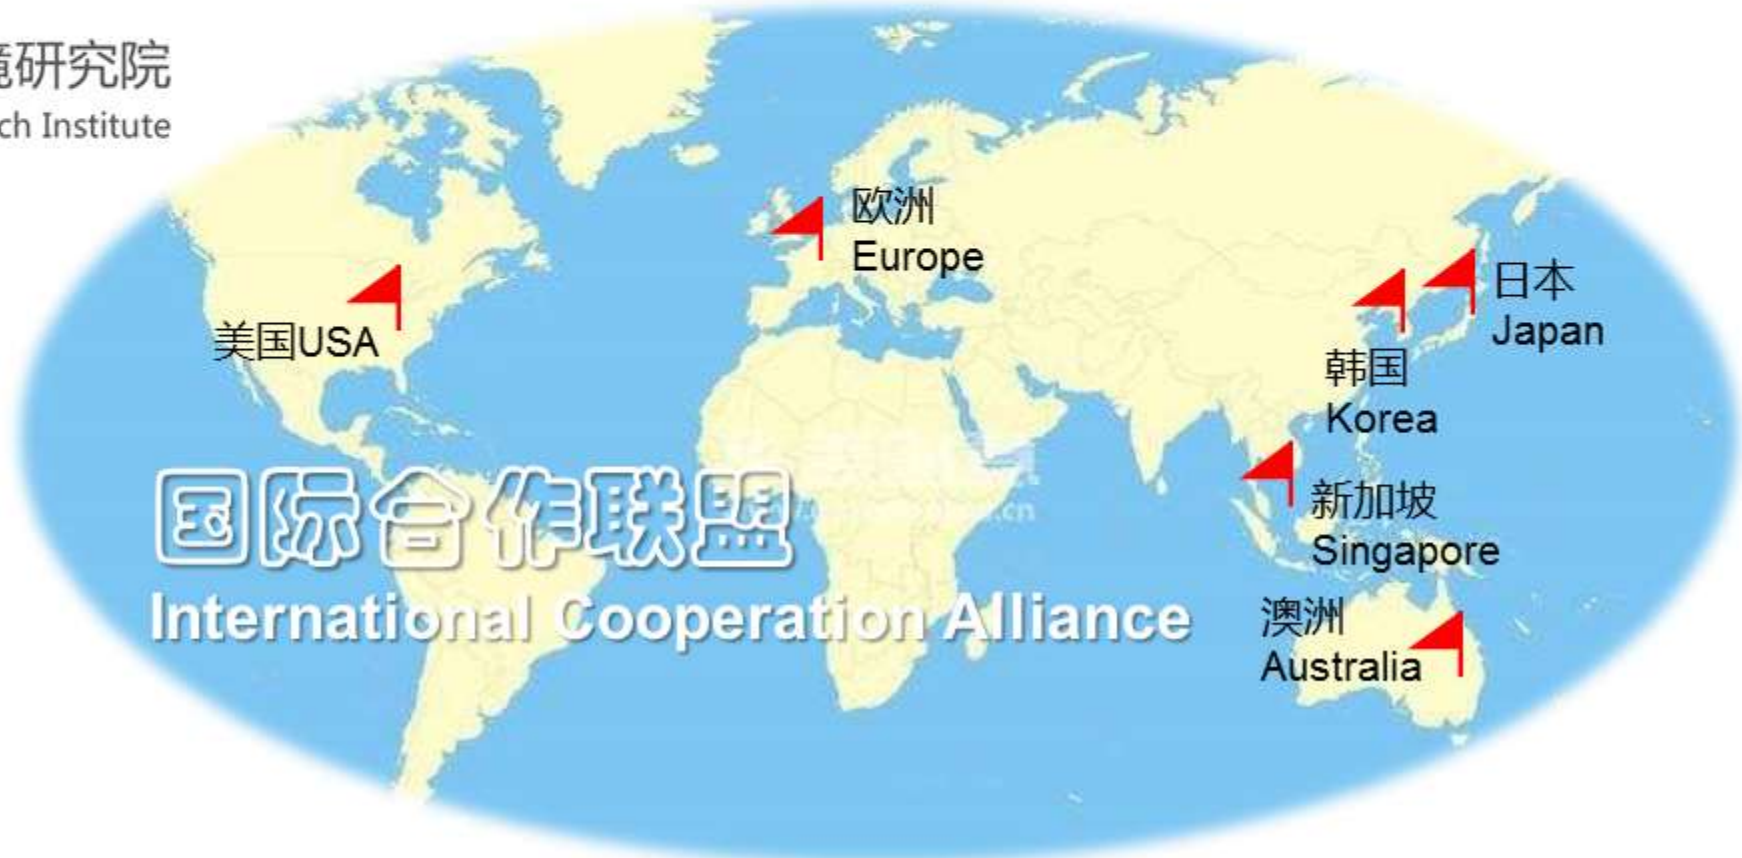 境研究院
ch Institute
欧洲
Europe
日本
Japan
美国USA
韩国
Korea
国际合作联盟
International Cooperation Alliance
新加坡
Singapore
澳洲
Australia